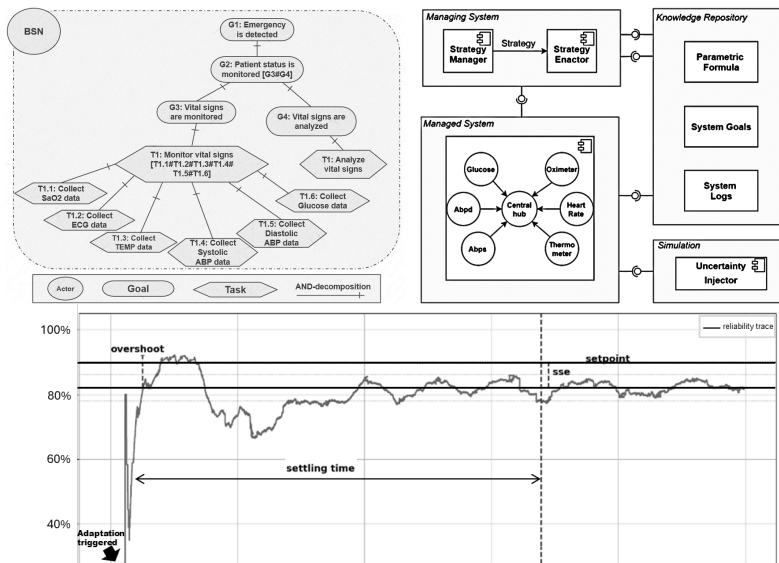 BSN
G1: Emergency
is detected
G2: Patient status is
monitored [G3#G4]
G3: Vital signs
are monitored
G4: Vital signs are
analyzed
T1: Monitor vital signs
[T1.1#T1.2#T1.3#T1.4#
T1.5#T1.6]
T1: Analyze
vital signs
T1.1: Collect
SaO2 data
T1.2: Collect
ECG data
T1.3: Collect
TEMP data
T1.4: Collect
Systolic
ABP data
T1.5: Collect
Diastolic
ABP data
T1.6: Collect
Glucose data
Actor
Goal
Task
AND-decomposition
Managing System
Strategy
Manager
Strategy
Strategy
Enactor
Managed System
Glucose
Oximeter
Abpd
Central
hub
Heart
Rate
Abps
Thermo
meter
Knowledge Repository
Parametric
Formula
System Goals
System
Logs
Simulation
Uncertainty
Injector
100%
80%
60%
40%
reliability trace
overshoot
setpoint
sse
settling time
Adaptation
triggered